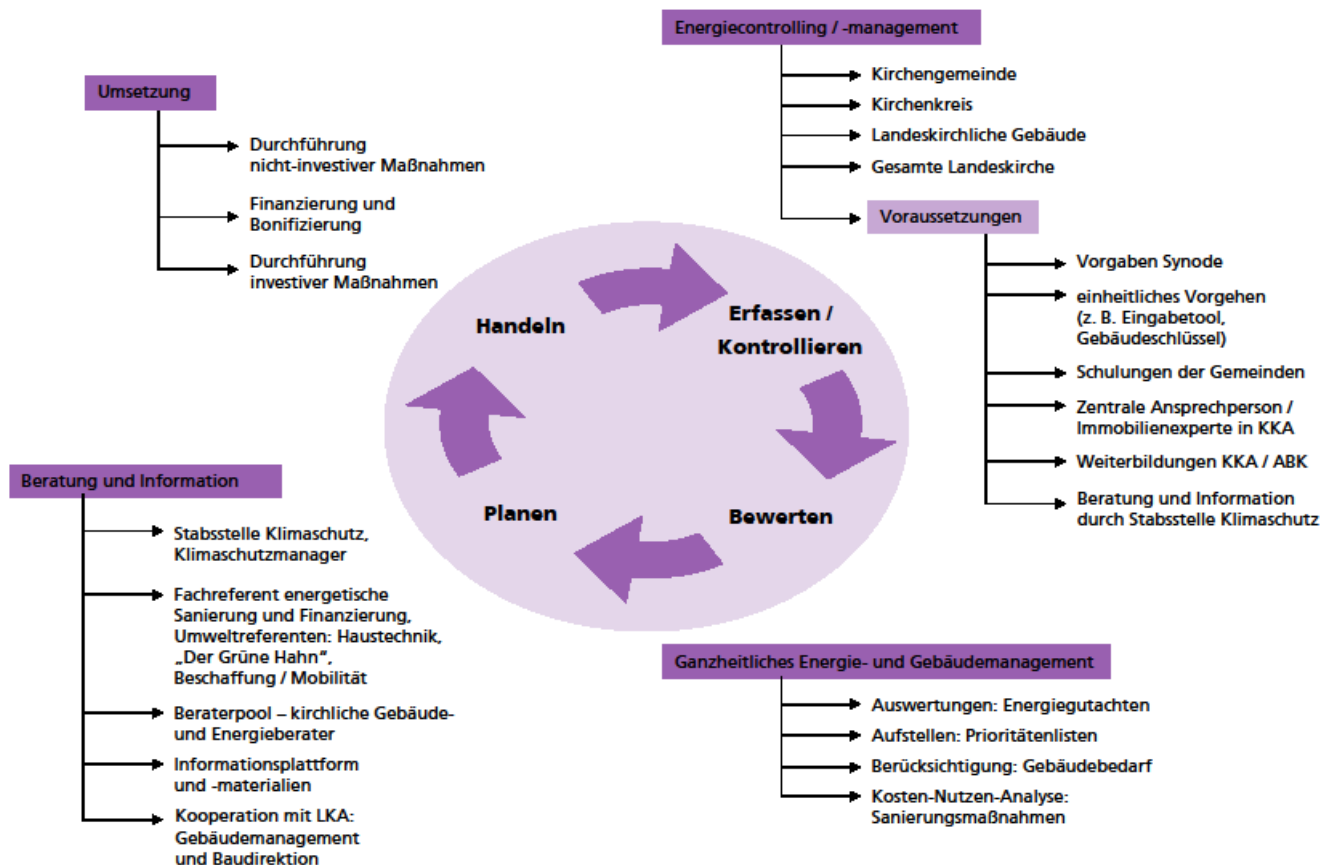 Energiecontrolling / -management
Kirchengemeinde
Kirchenkreis
Landeskirchliche Gebäude
Gesamte Landeskirche
Voraussetzungen
Vorgaben Synode
einheitliches Vorgehen
(z. B. Eingabetool,
Gebäudeschlüssel)
Schulungen der Gemeinden
Zentrale Ansprechperson /
Immobilienexperte in KKA
Weiterbildungen KKA / ABK
Beratung und Information
durch Stabsstelle Klimaschutz
Umsetzung
Durchführung
nicht-investiver Maßnahmen
Finanzierung und
Bonifizierung
Durchführung
investiver Maßnahmen
Handeln
Erfassen /
Kontrollieren
Planen
Bewerten
Beratung und Information
Stabsstelle Klimaschutz,
Klimaschutzmanager
Fachreferent energetische
Sanierung und Finanzierung,
Umweltreferenten: Haustechnik,
„Der Grüne Hahn“,
Beschaffung / Mobilität
Beraterpool – kirchliche Gebäude-
und Energieberater
Informationsplattform
und -materialien
Kooperation mit LKA:
Gebäudemanagement
und Baudirektion
Ganzheitliches Energie- und Gebäudemanagement
Auswertungen: Energiegutachten
Aufstellen: Prioritätenlisten
Berücksichtigung: Gebäudebedarf
Kosten-Nutzen-Analyse:
Sanierungsmaßnahmen